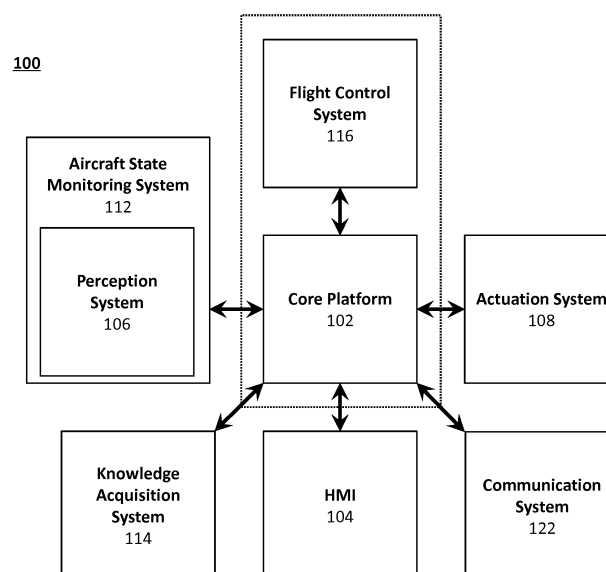 100
Flight Control
System
116
Aircraft State
Monitoring System
112
Perception
System
106
Core Platform
102
Actuation System
108
Knowledge
Acquisition
System
114
HMI
104
Communication
System
122